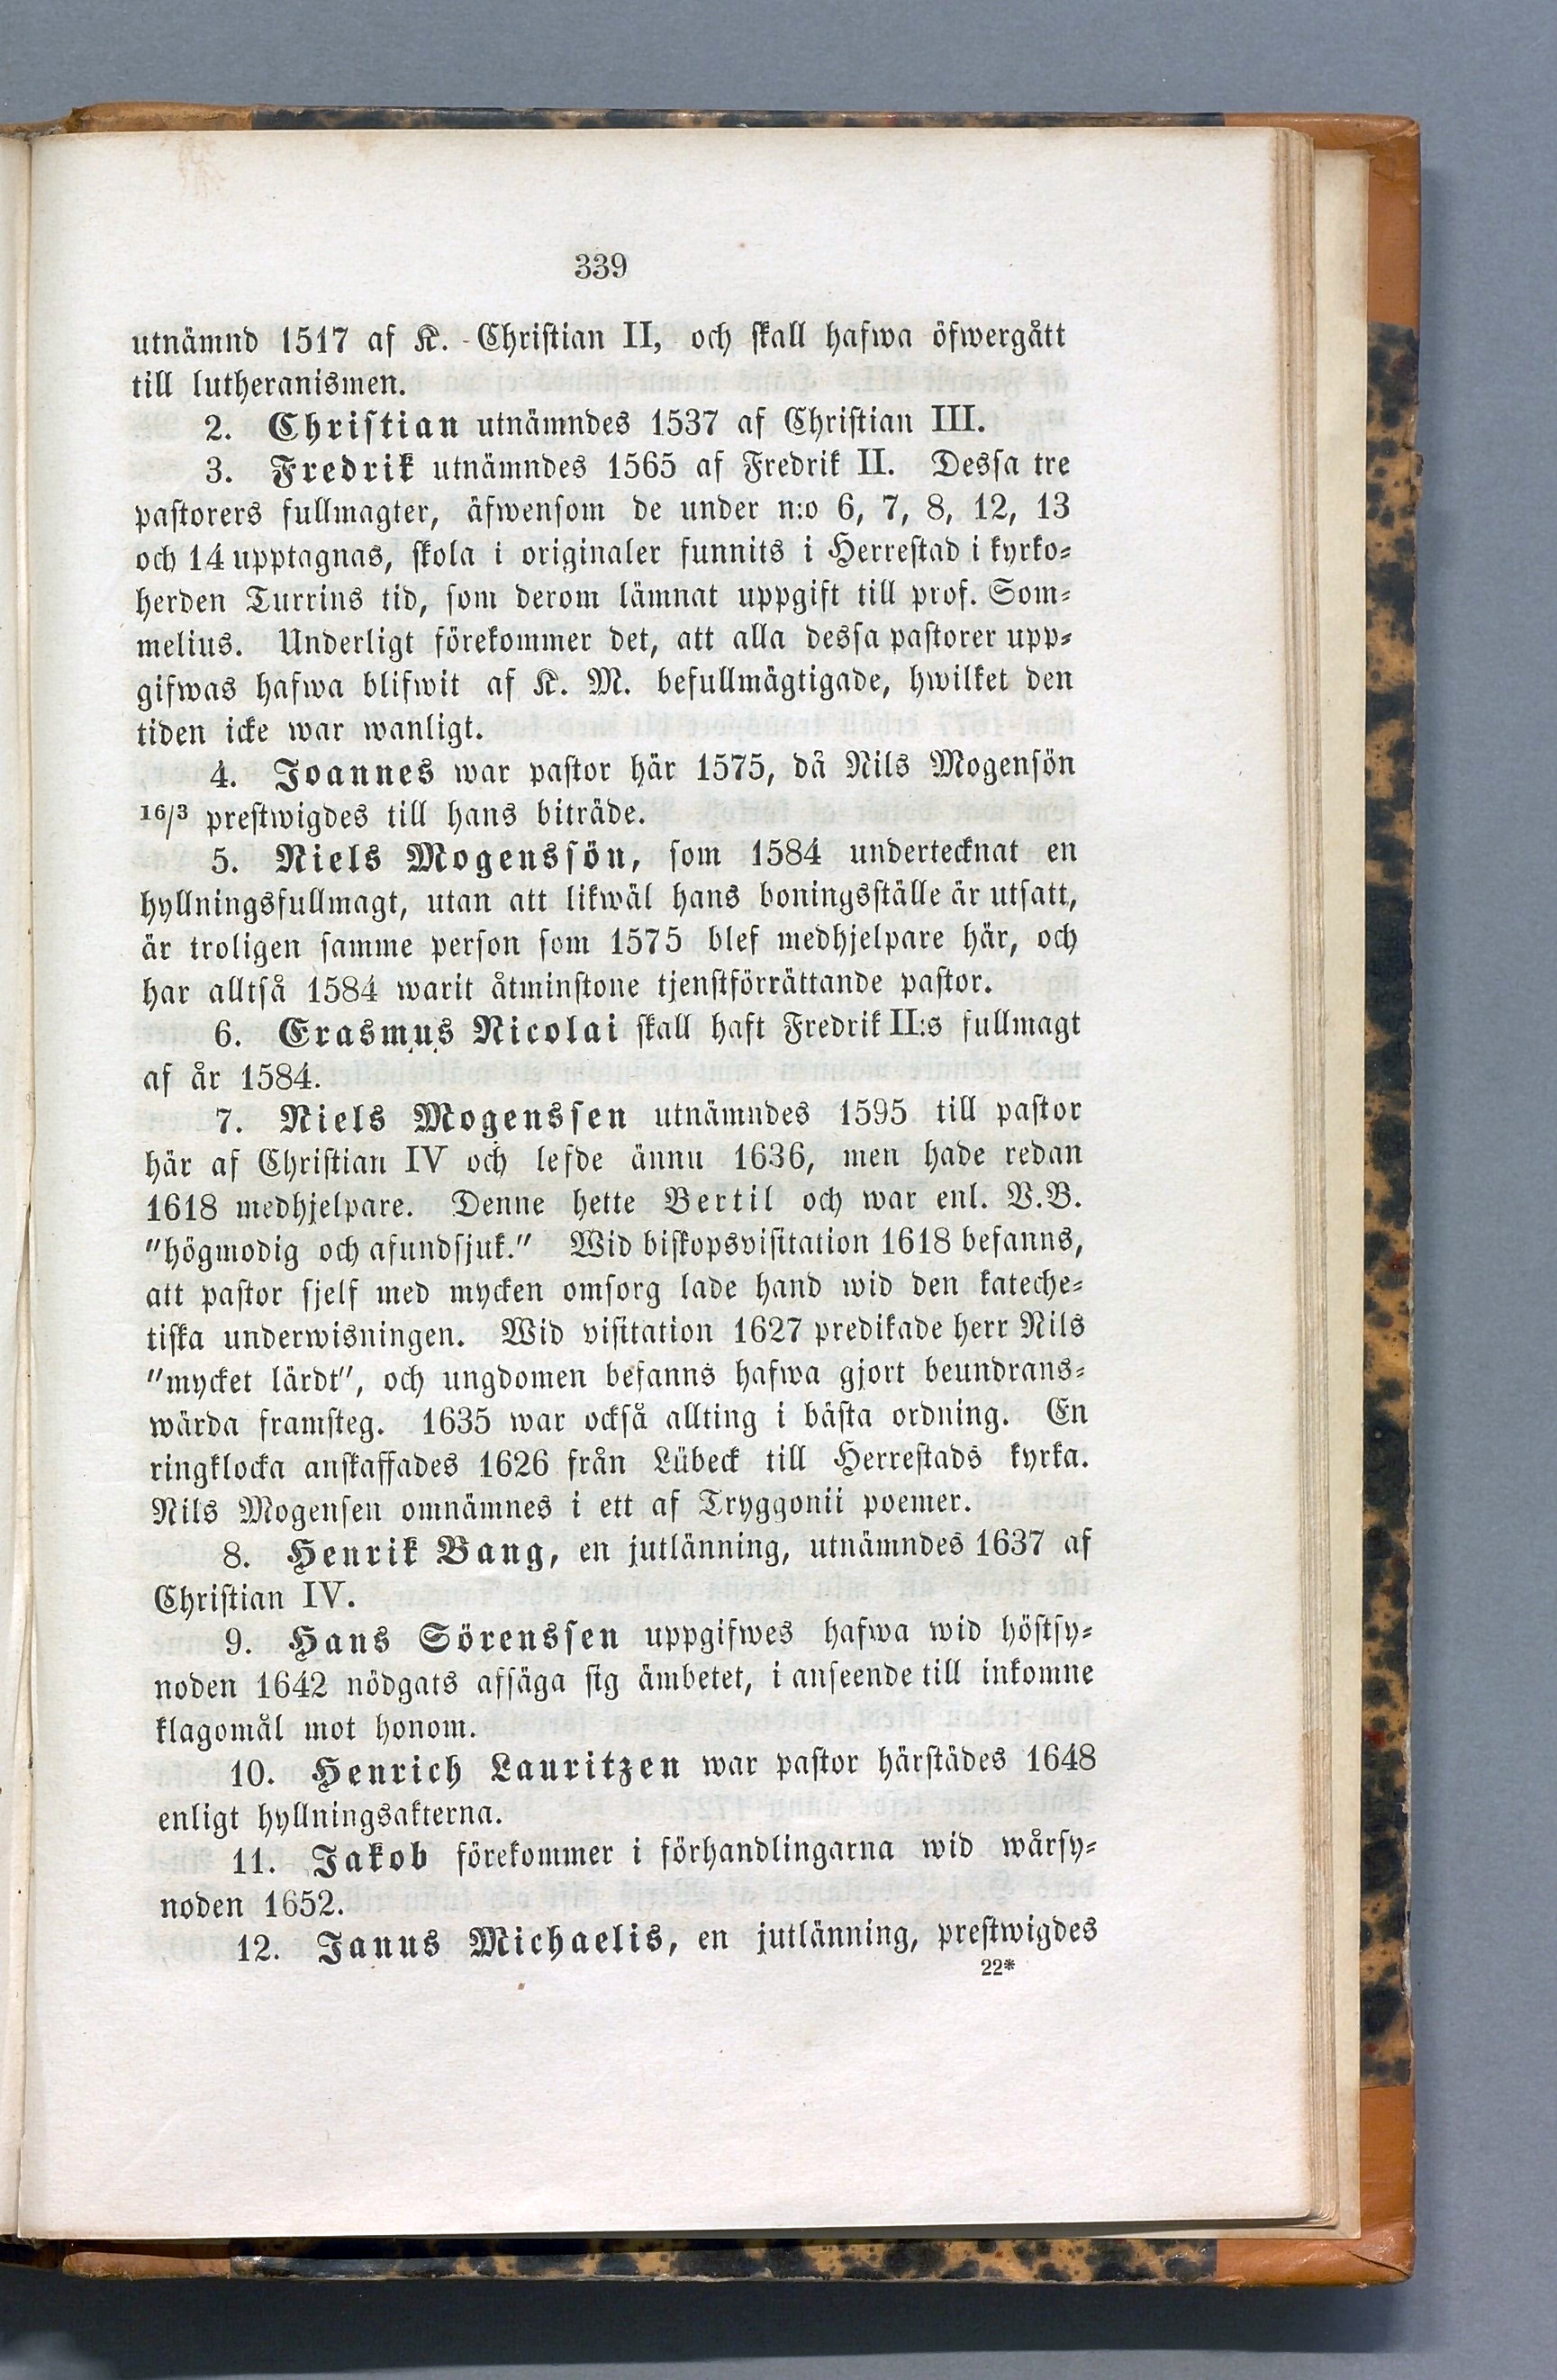 339
utnämnd 1517 af K. Christian II, och skall hafwa öfwergått
till lutheranismen.
2. Christian utnämndes 1537 af Christian III.
3. Fredrik utnämndes 1565 af Fredrik II. Dessa tre
pastorers fullmagter, äfwensom de under n:o 6, 7, 8, 12, 13
och 14 upptagnas, skola i originaler funnits i Herrestad i kyrko-
herden Turrins tid, som derom lämnat uppgift till prof. Som-
melius. Underligt förekommer det, att alla dessa pastorer upp-
gifwas hafwa blifwit af K. M. befullmägtigade, hwilket den
tiden icke war wanligt.
4. Joannes war pastor här 1575, då Nils Mogensön
16/3 prestwigdes till hans biträde.
5. Niels Mogenssön, som 1584 undertecknat en
hyllningsfullmagt, utan att likwäl hans boningsställe är utsatt,
är troligen samme person som 1575 blef medhjelpare här, och
har alltså 1584 warit åtminstone tjenstförrättande pastor.
6. Erasmus Nicolai skall haft Fredrik II:s fullmagt
af år 1584.
7. Niels Mogenssen utnämndes 1595 till pastor
här af Christian IV och lefde ännu 1636, men hade redan
1618 medhjelpare. Denne hette Bertil och war enl. V.B.
"högmodig och afundsjuk." Wid biskopsvisitation 1618 befanns,
att pastor sjelf med mycken omsorg lade hand wid den kateche-
tiska underwisningen. Wid visitation 1627 predikade herr Nils
"mycket lärdt", och ungdomen befanns hafwa gjort beundrans-
wärda framsteg. 1635 war också allting i bästa ordning. En
ringklocka anskaffades 1626 från Lübeck till Herrestads kyrka.
Nils Mogensen omnämnes i ett af Tryggonii poemer.
8. Henrik Bang, en jutlänning, utnämndes 1637 af
Christian IV.
9. Hans Sörenssen uppgifwes hafwa wid höstsy-
noden 1642 nödgats afsäga sig ämbetet, i anseende till inkomne
klagomål mot honom.
10. Henrich Lauritzen war pastor härstädes 1648
enligt hyllningsakterna.
11. Jakob förekommer i förhandlingarna wid wårsy-
noden 1652.
12. Janus Michaelis, en jutlänning, prestwigdes
22*